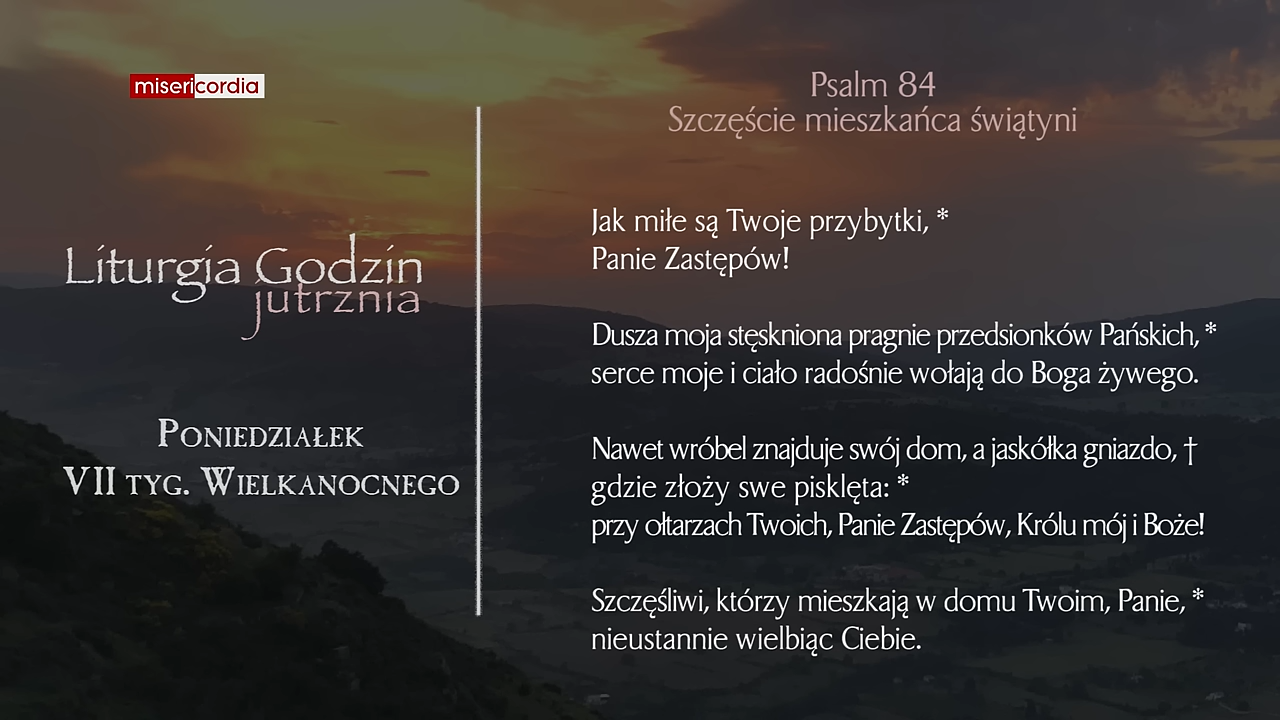 misericordia
Liturgia Godzin
jutrznia
Poniedziałek
VII tyg. Wielkanocnego
Psalm 84
Szczęście mieszkańca świątyni
Jak miłe są Twoje przybytki, *
Panie Zastępów!
Dusza moja stęskniona pragnie przedsionków Pańskich, *
serce moje i ciało radośnie wołają do Boga żywego.
Nawet wróbel znajduje swój dom, a jaskółka gniazdo, †
gdzie złoży swe pisklęta: *
przy ołtarzach Twoich, Panie Zastępów, Królu mój i Boże!
Szczęśliwi, którzy mieszkają w domu Twoim, Panie, *
nieustannie wielbiąc Ciebie.